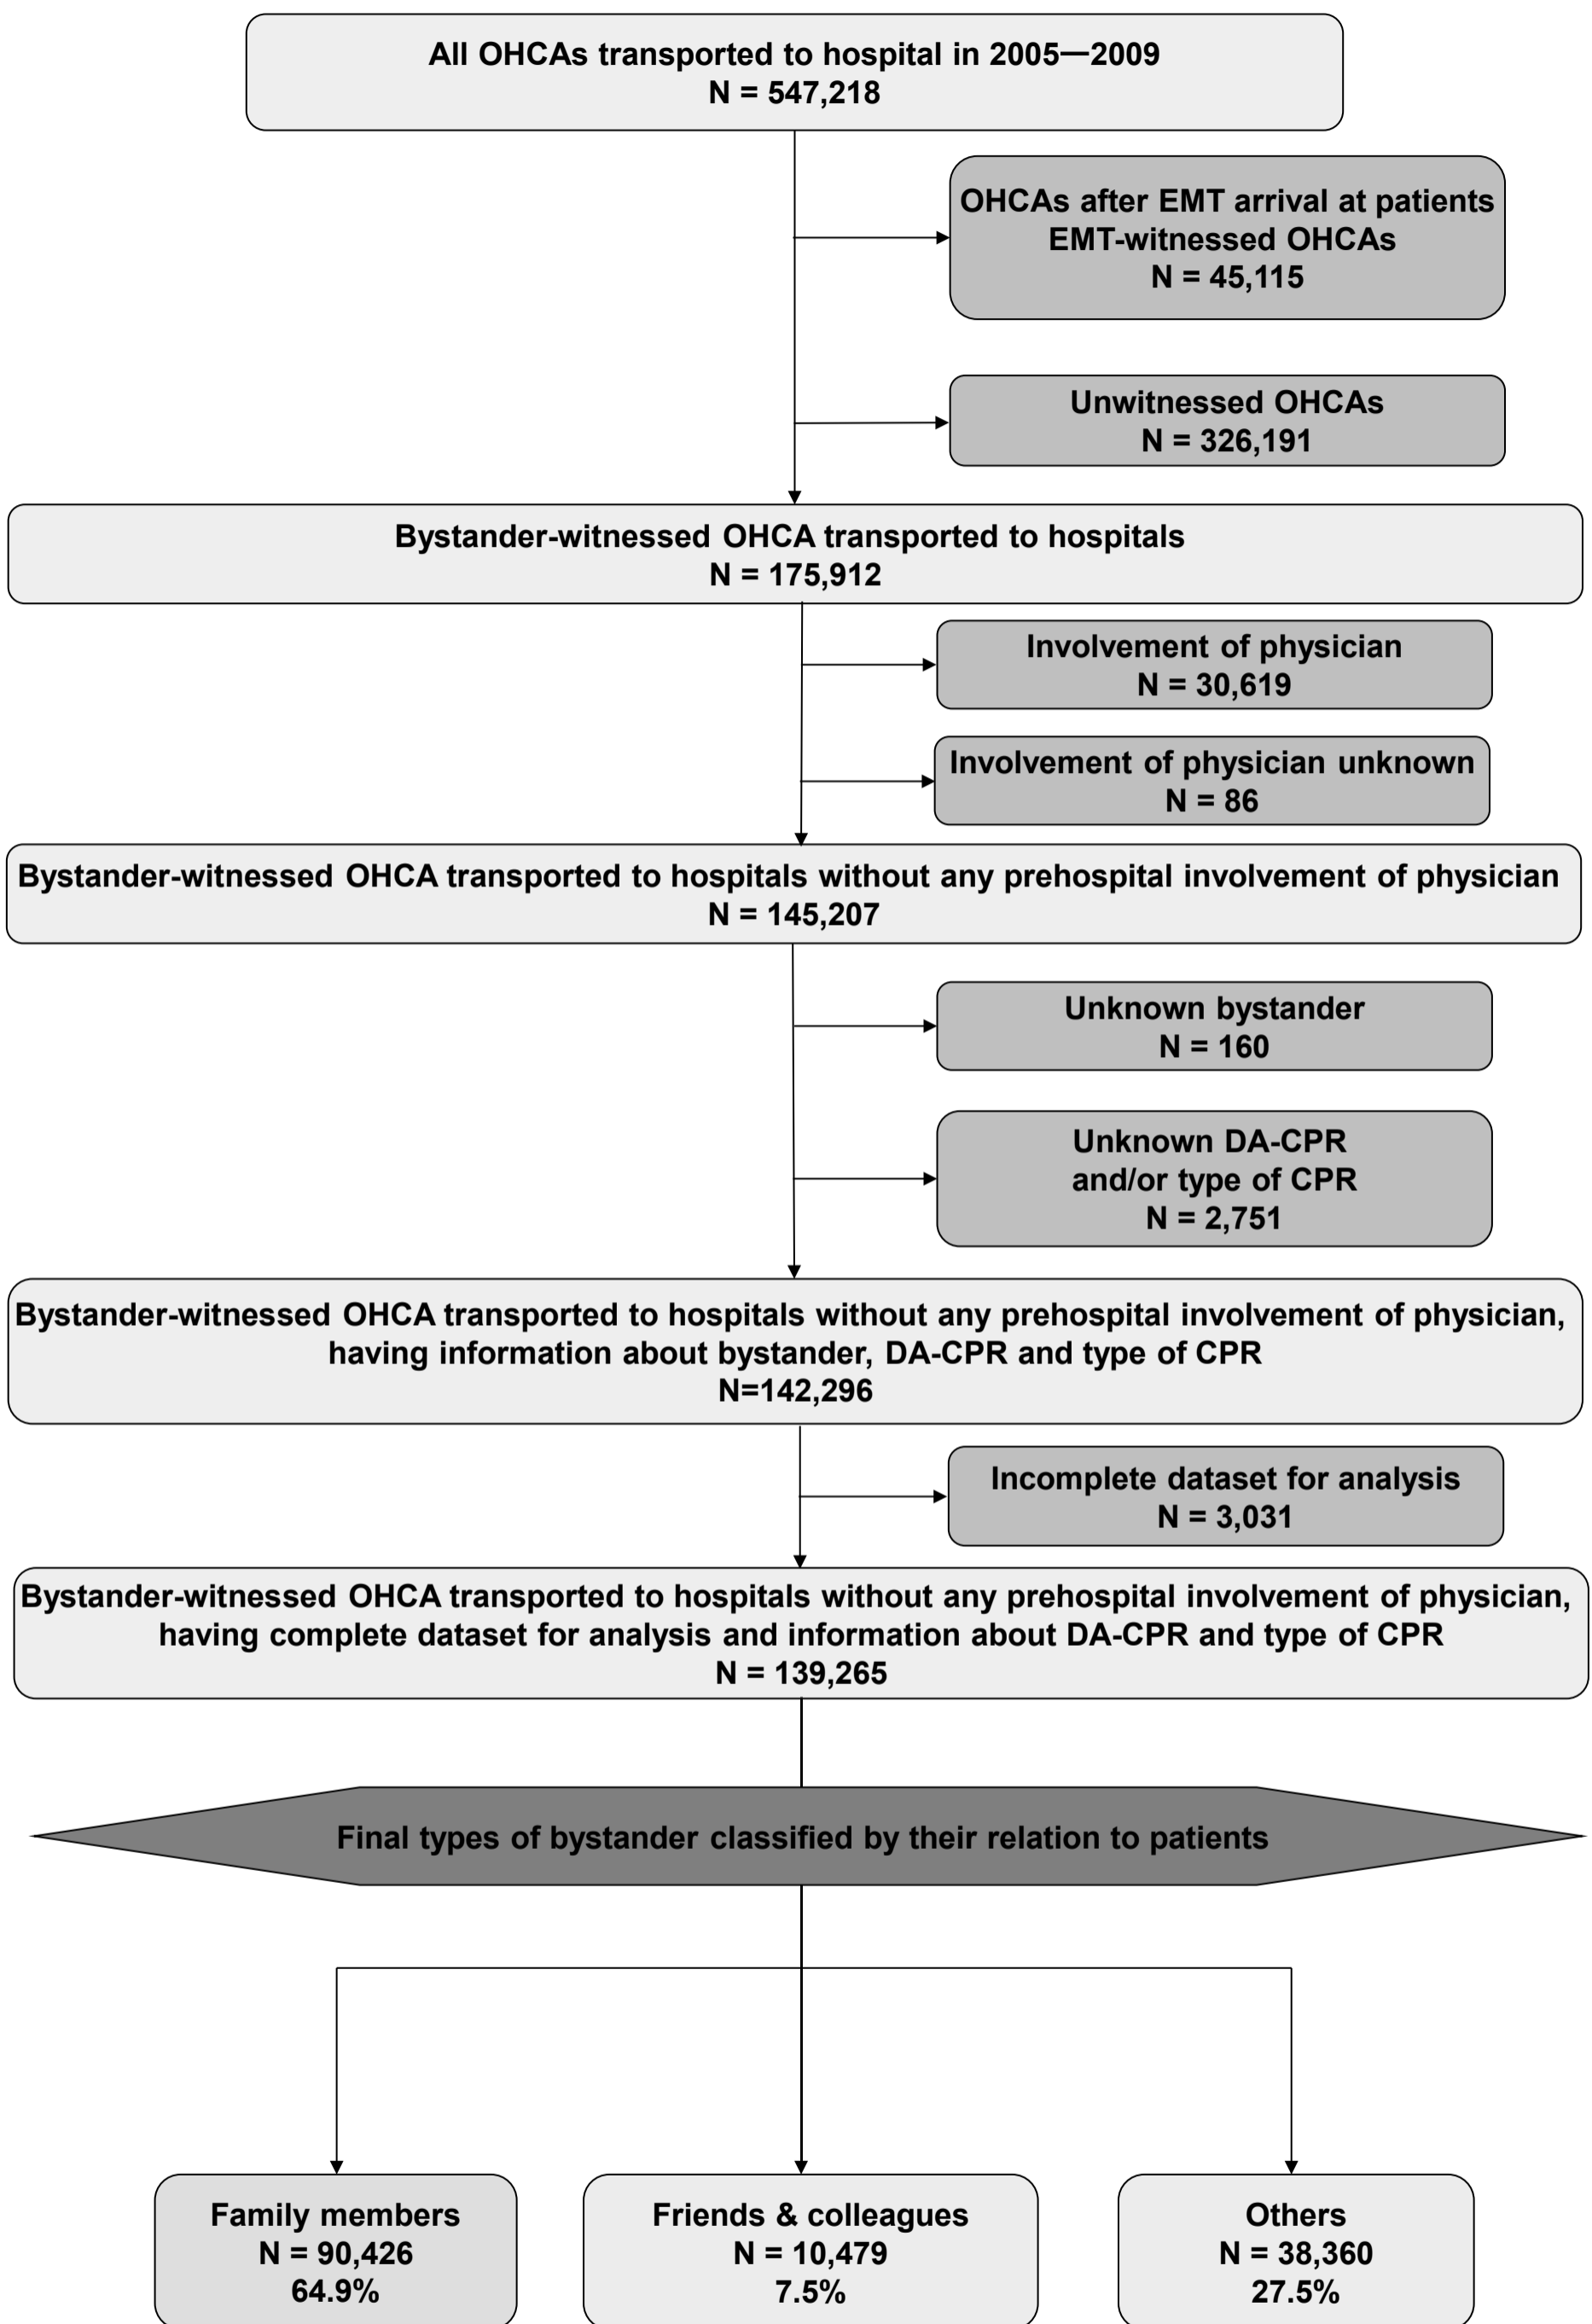 All OHCAs transported to hospital in 2005—2009
N = 547,218
OHCAs after EMT arrival at patients
EMT-witnessed OHCAs
N = 45,115
Unwitnessed OHCAs
N = 326,191
Bystander-witnessed OHCA transported to hospitals
N = 175,912
Involvement of physician
N = 30,619
Involvement of physician unknown
N = 86
Bystander-witnessed OHCA transported to hospitals without any prehospital involvement of physician
N = 145,207
Unknown bystander
N = 160
Unknown DA-CPR
and/or type of CPR
N = 2,751
Bystander-witnessed OHCA transported to hospitals without any prehospital involvement of physician,
having information about bystander, DA-CPR and type of CPR
N=142,296
Incomplete dataset for analysis
N = 3,031
Bystander-witnessed OHCA transported to hospitals without any prehospital involvement of physician,
having complete dataset for analysis and information about DA-CPR and type of CPR
N = 139,265
Final types of bystander classified by their relation to patients
Family members
N = 90,426
64.9%
Friends & colleagues
N = 10,479
7.5%
Others
N = 38,360
27.5%